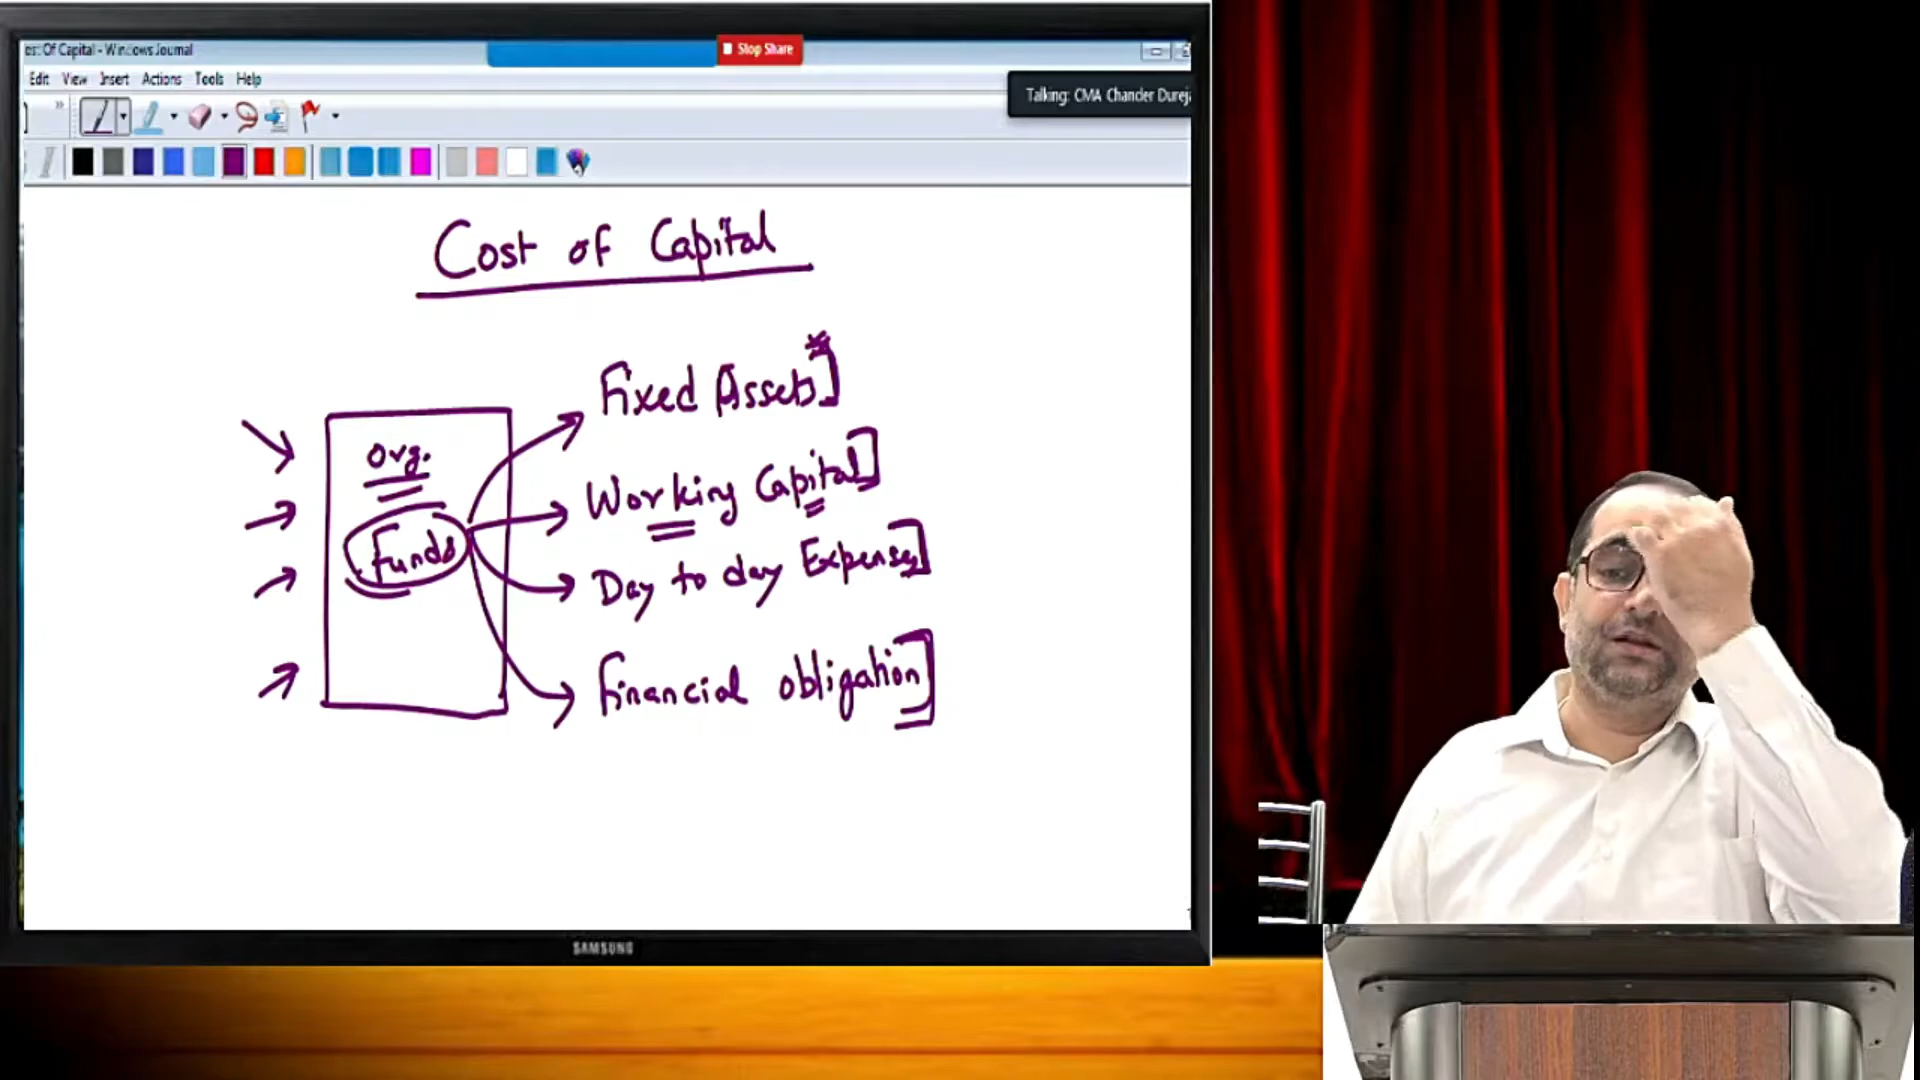 Of Capital - Windows Journal
Stop Share
Edit View Insert Actions Tools Help
Talking: CMA Chander Dureja
Cost of Capital
Fixed Assets
org.
Working Capital
Funds
Day to day Expenses
Financial obligation
SAMSUNG